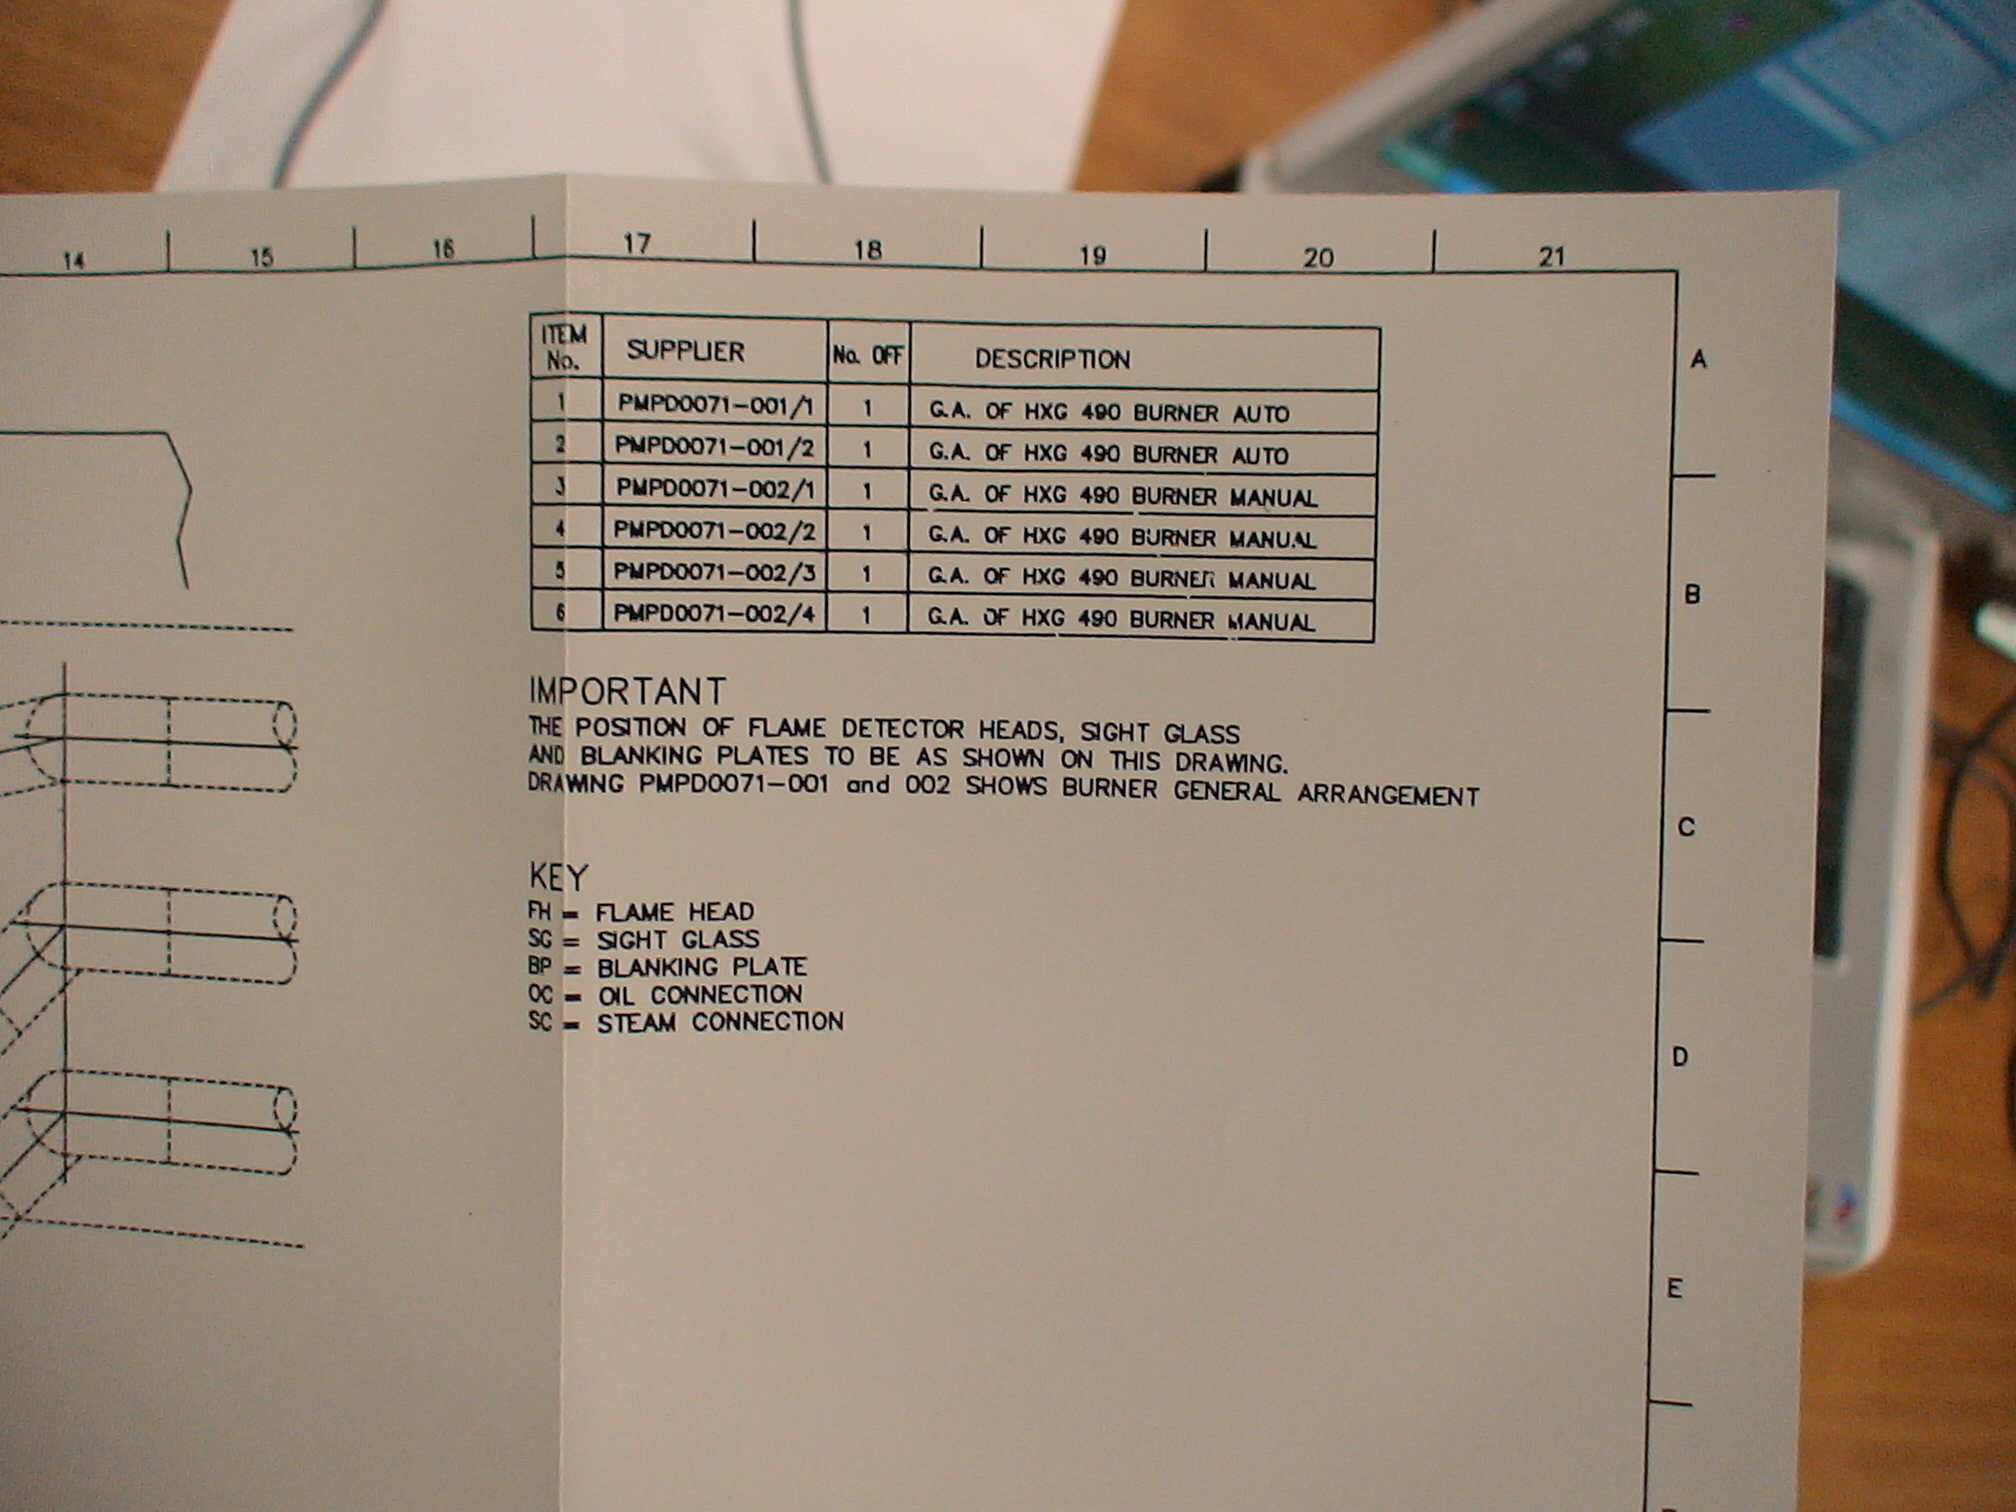 14 15 16 17 18 19 20 21
ITEM No. SUPPLIER No. OFF DESCRIPTION
1 PMPD0071-001/1 1 G.A. OF HXG 490 BURNER AUTO
2 PMPD0071-001/2 1 G.A. OF HXG 490 BURNER AUTO
3 PMPD0071-002/1 1 G.A. OF HXG 490 BURNER MANUAL
4 PMPD0071-002/2 1 G.A. OF HXG 490 BURNER MANUAL
5 PMPD0071-002/3 1 G.A. OF HXG 490 BURNER MANUAL
6 PMPD0071-002/4 1 G.A. OF HXG 490 BURNER MANUAL
IMPORTANT
THE POSITION OF FLAME DETECTOR HEADS, SIGHT GLASS
AND BLANKING PLATES TO BE AS SHOWN ON THIS DRAWING.
DRAWING PMPD0071-001 and 002 SHOWS BURNER GENERAL ARRANGEMENT
KEY
FH = FLAME HEAD
SG = SIGHT GLASS
BP = BLANKING PLATE
OC = OIL CONNECTION
SC = STEAM CONNECTION
A
B
C
D
E